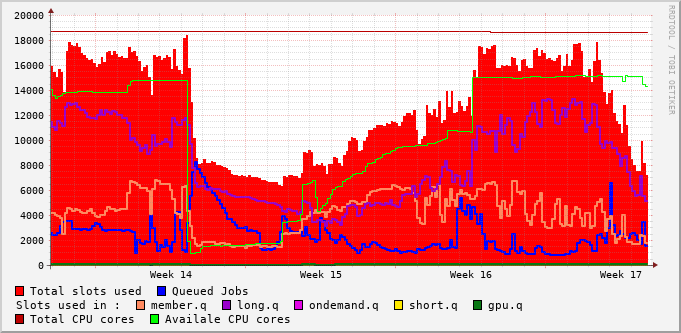 20000
18000
16000
14000
12000
10000
8000
6000
4000
2000
0
Week 14 Week 15 Week 16 Week 17
Total slots used Queued Jobs
Slots used in : member.q long.q ondemand.q short.q gpu.q
Total CPU cores Availale CPU cores
RRDTOOL / TOBI OETIKER